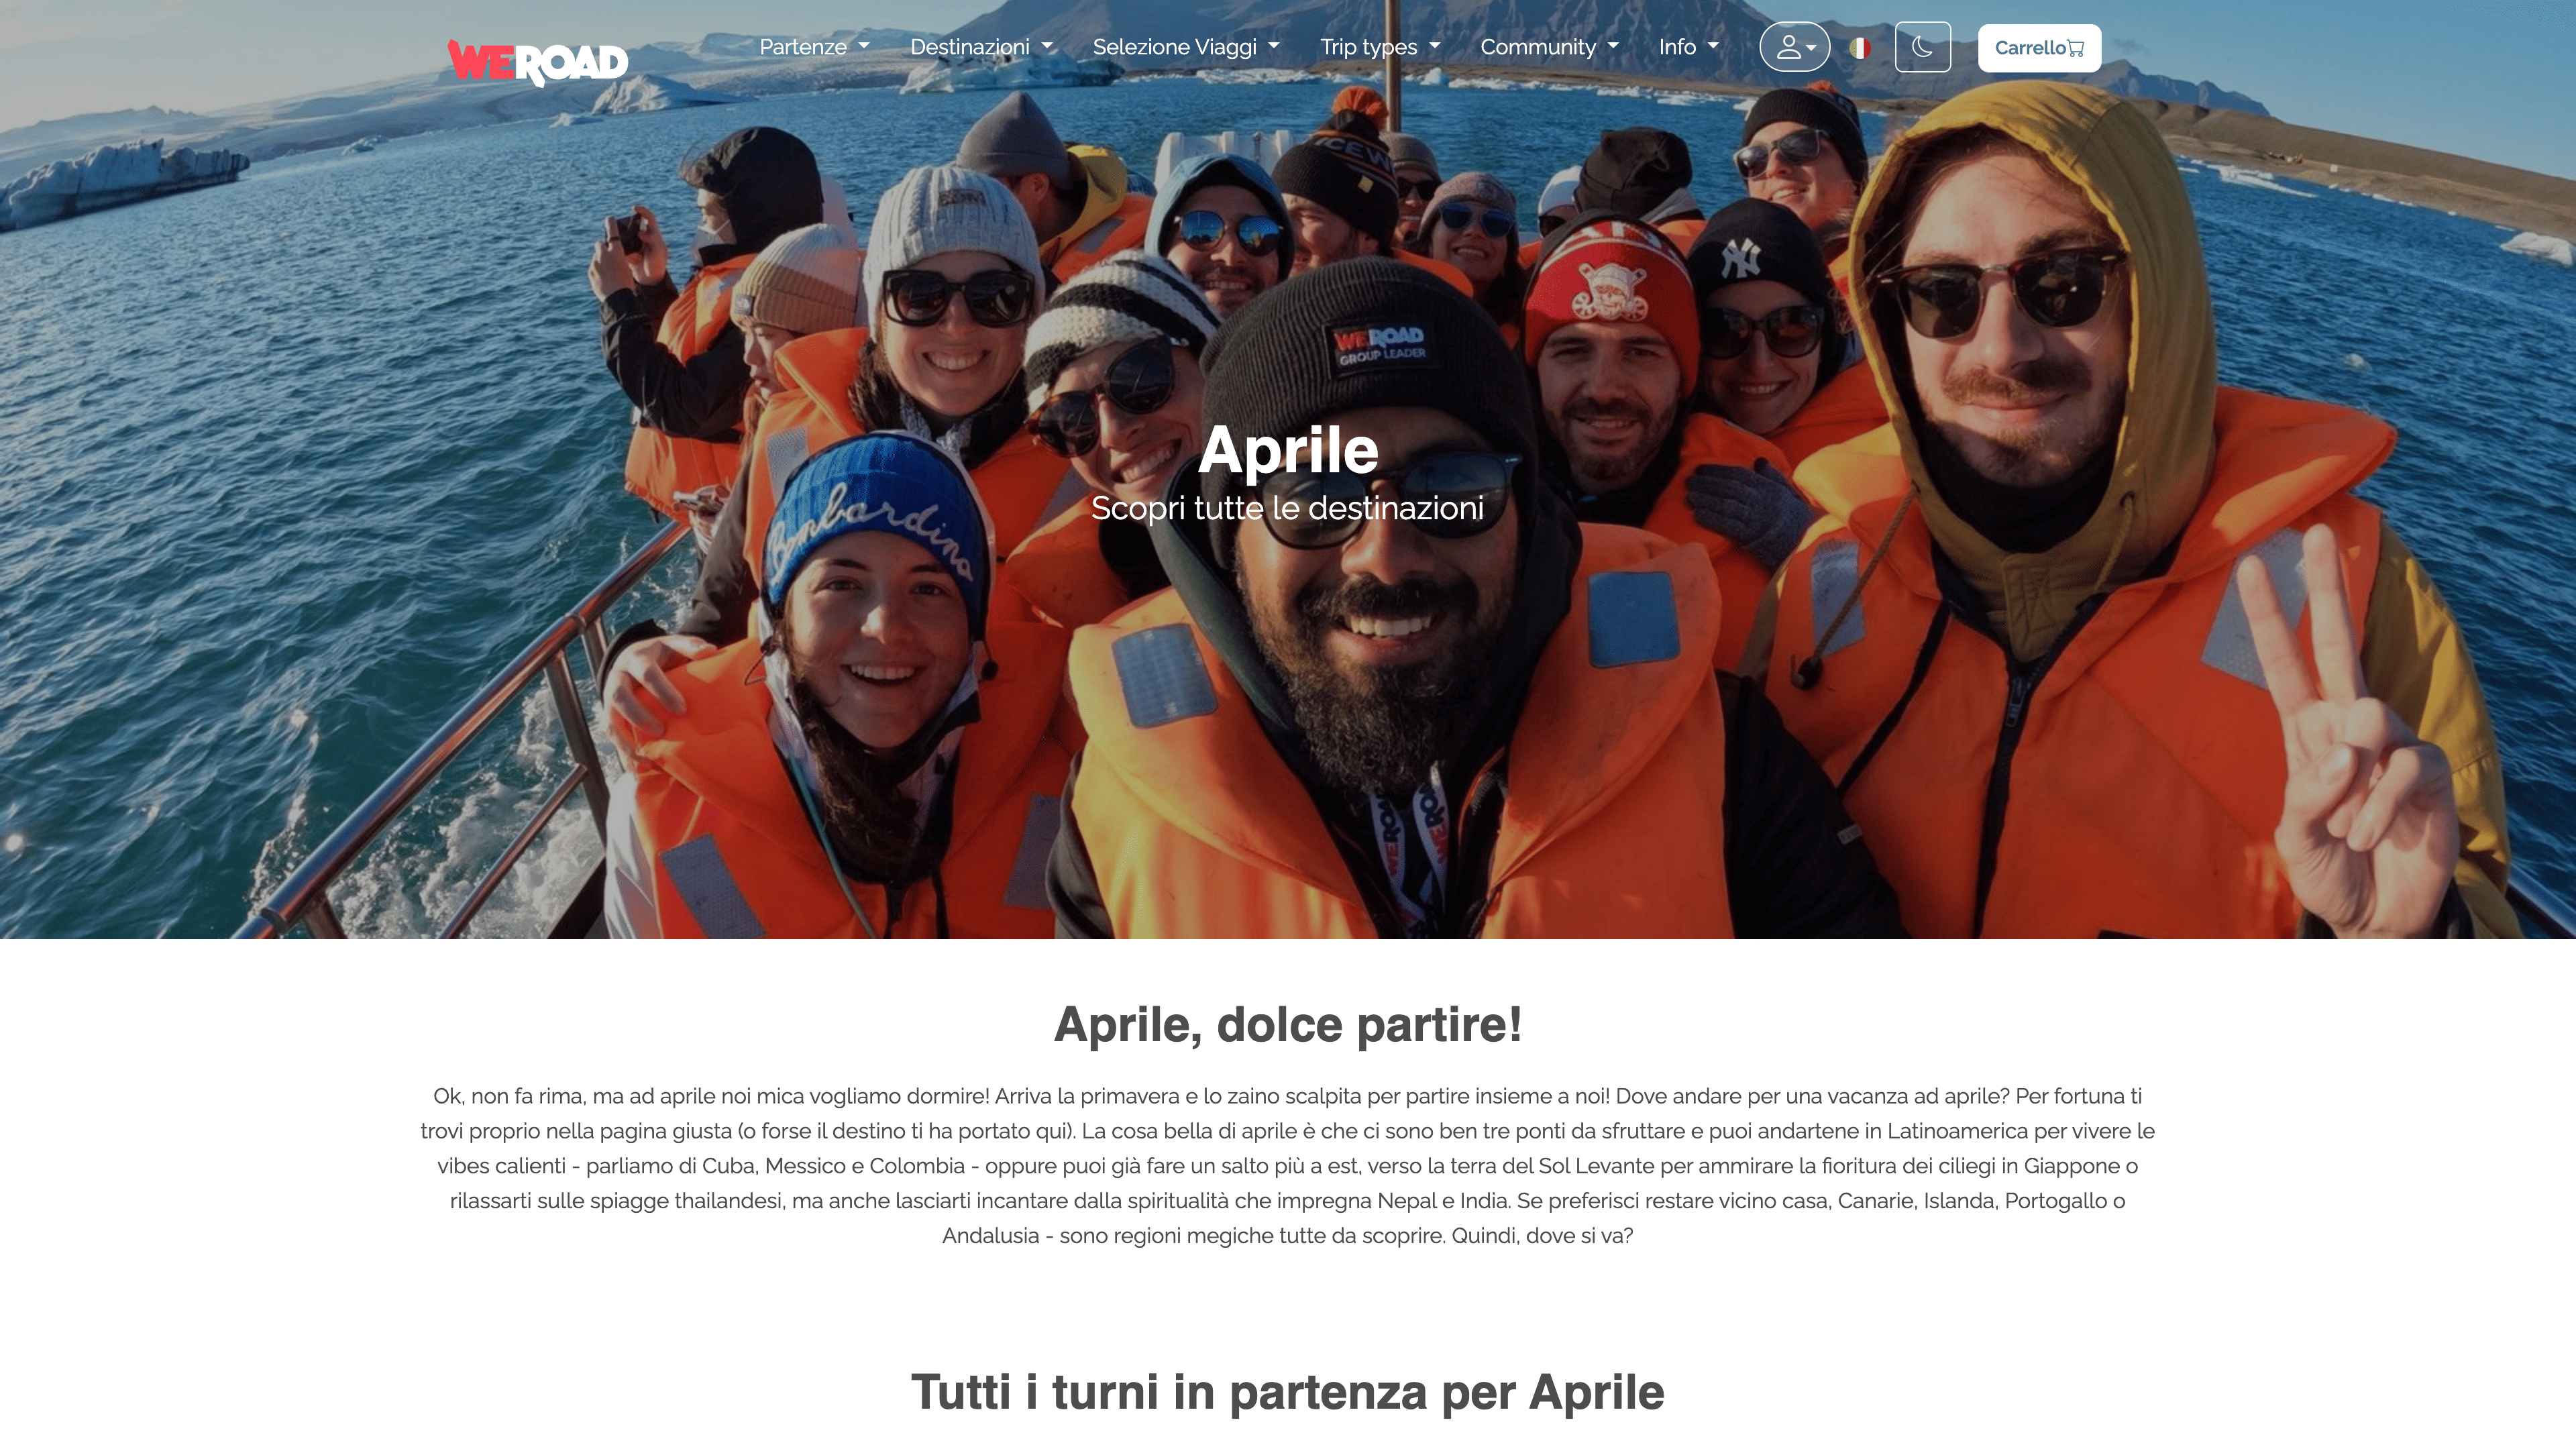 WEROAD
Partenze Destinazioni Selezione Viaggi Trip types Community Info Carrello
ICEW
NY
WEROAD
GROUP LEADER
Aprile
Scopri tutte le destinazioni
Bombardino
WEROAD
Aprile, dolce partire!
Ok, non fa rima, ma ad aprile noi mica vogliamo dormire! Arriva la primavera e lo zaino scalpita per partire insieme a noi! Dove andare per una vacanza ad aprile? Per fortuna ti
trovi proprio nella pagina giusta (o forse il destino ti ha portato qui). La cosa bella di aprile è che ci sono ben tre ponti da sfruttare e puoi andartene in Latinoamerica per vivere le
vibes calienti - parliamo di Cuba, Messico e Colombia - oppure puoi già fare un salto più a est, verso la terra del Sol Levante per ammirare la fioritura dei ciliegi in Giappone o
rilassarti sulle spiagge thailandesi, ma anche lasciarti incantare dalla spiritualità che impregna Nepal e India. Se preferisci restare vicino casa, Canarie, Islanda, Portogallo o
Andalusia - sono regioni megiche tutte da scoprire. Quindi, dove si va?
Tutti i turni in partenza per Aprile